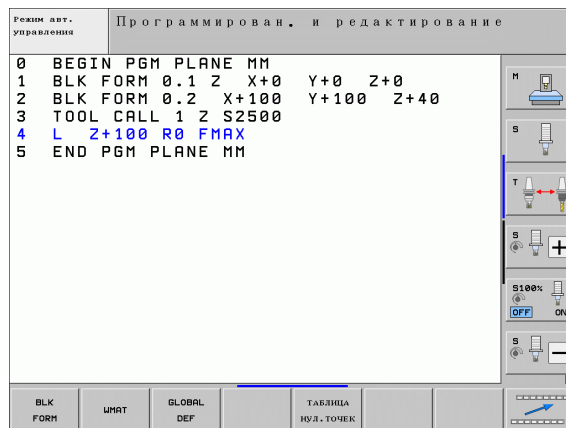 Режим авт.
управления
Программирован. и редактирование
0 BEGIN PGM PLANE MM
1 BLK FORM 0.1 Z X+0 Y+0 Z+0
2 BLK FORM 0.2 X+100 Y+100 Z+40
3 TOOL CALL 1 Z S2500
4 L Z+100 R0 FMAX
5 END PGM PLANE MM
M
S
T
S
+
S100%
OFF ON
S
−
BLK
FORM
WMAT
GLOBAL
DEF
ТАБЛИЦА
НУЛ.ТОЧЕК